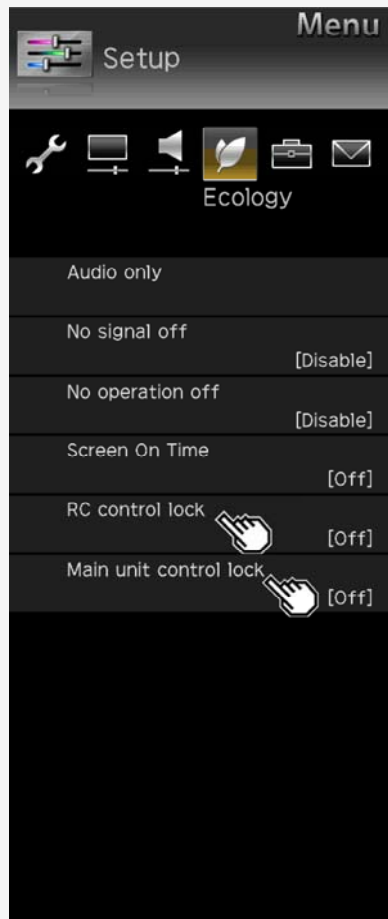 Menu
Setup
Ecology
Audio only
No signal off
[Disable]
No operation off
[Disable]
Screen On Time
[Off]
RC control lock
[Off]
Main unit control lock
[Off]